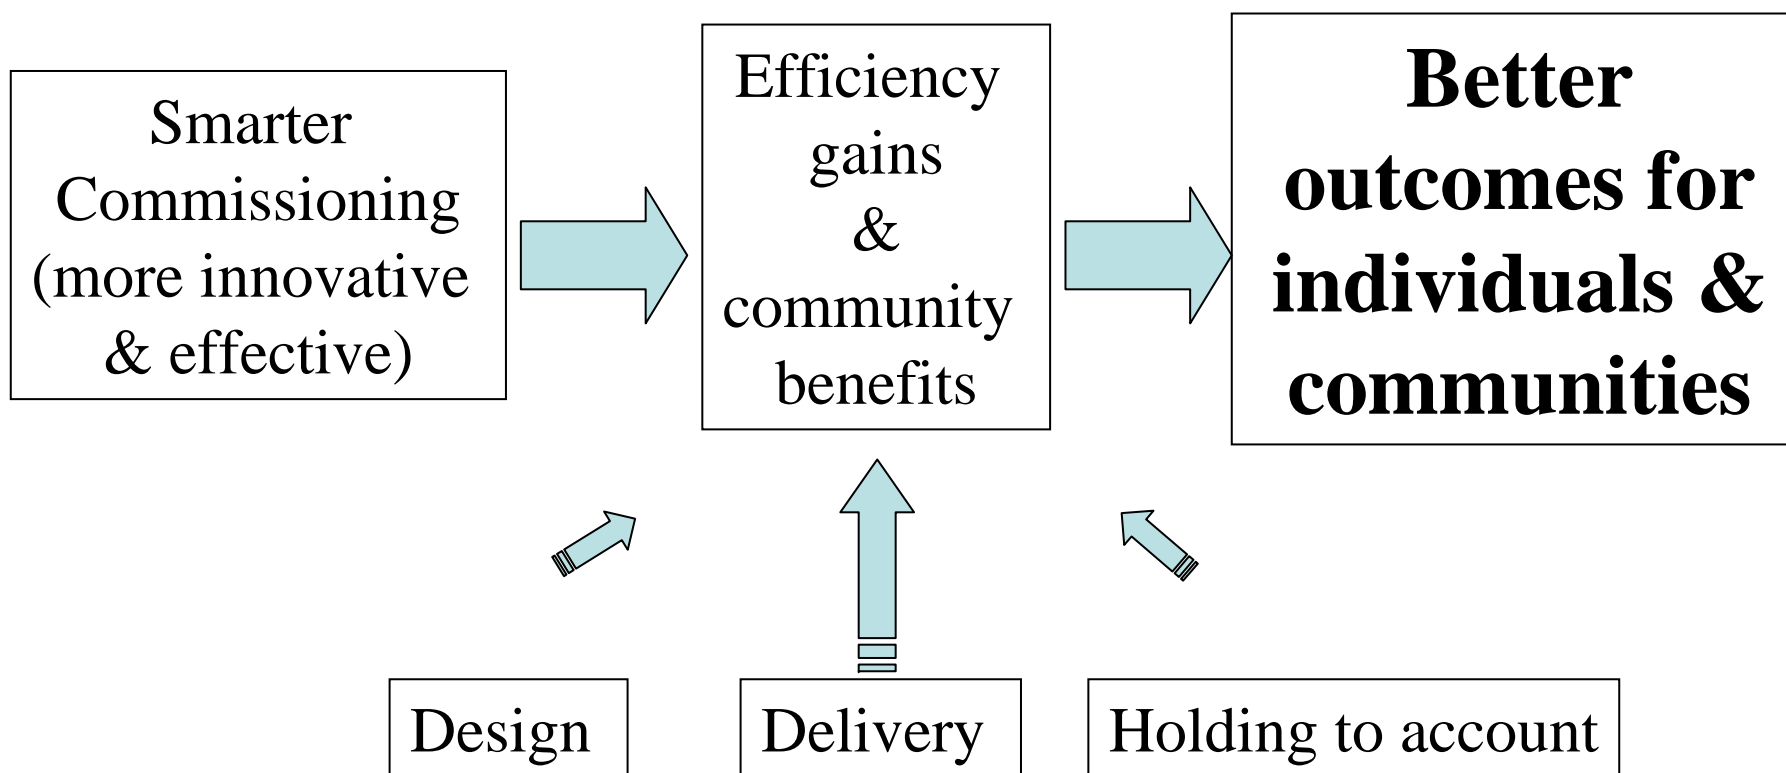 Smarter
Commissioning
(more innovative
& effective)
Efficiency
gains
&
community
benefits
Better
outcomes for
individuals &
communities
Design
Delivery
Holding to account